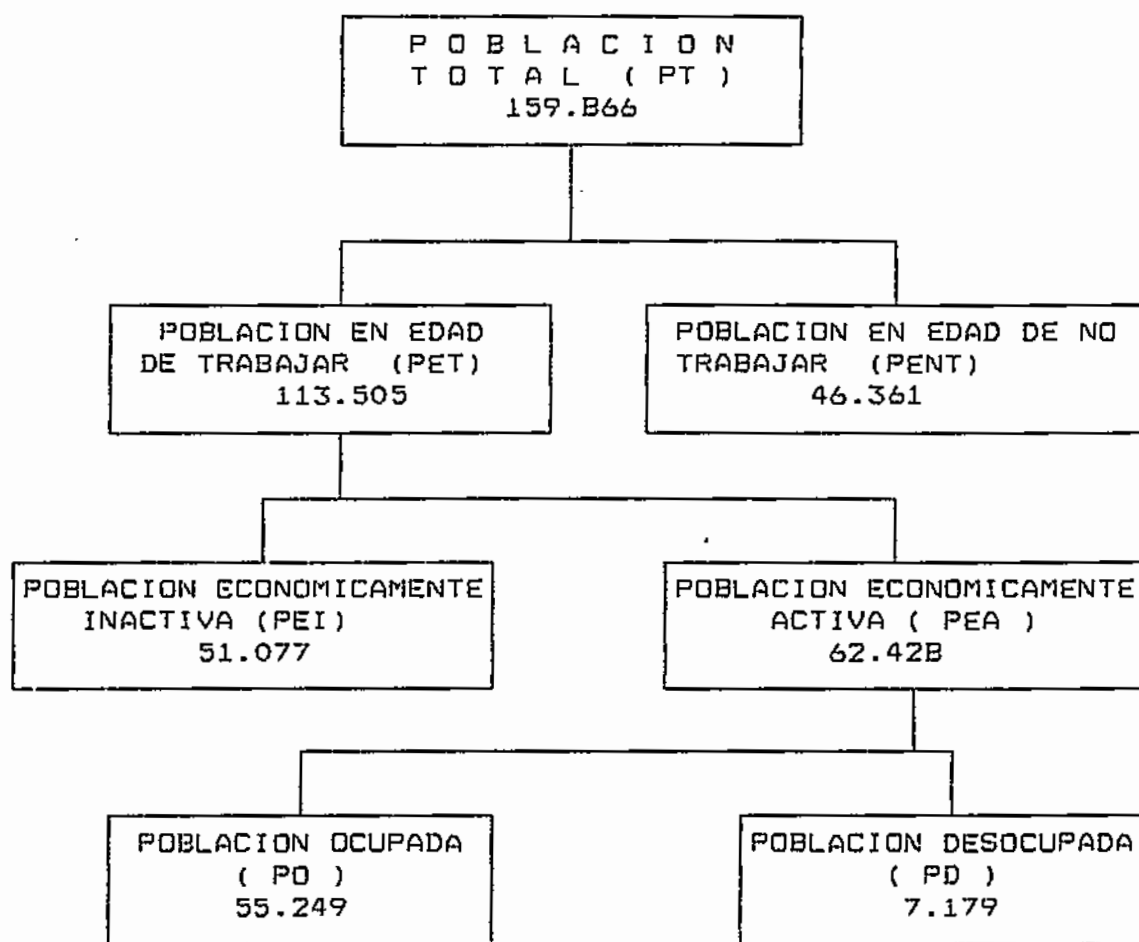 P O B L A C I O N
T O T A L ( PT )
159.866
POBLACION EN EDAD
DE TRABAJAR (PET)
113.505
POBLACION EN EDAD DE NO
TRABAJAR (PENT)
46.361
POBLACION ECONOMICAMENTE
INACTIVA (PEI)
51.077
POBLACION ECONOMICAMENTE
ACTIVA ( PEA )
62.428
POBLACION OCUPADA
( PO )
55.249
POBLACION DESOCUPADA
( PD )
7.179